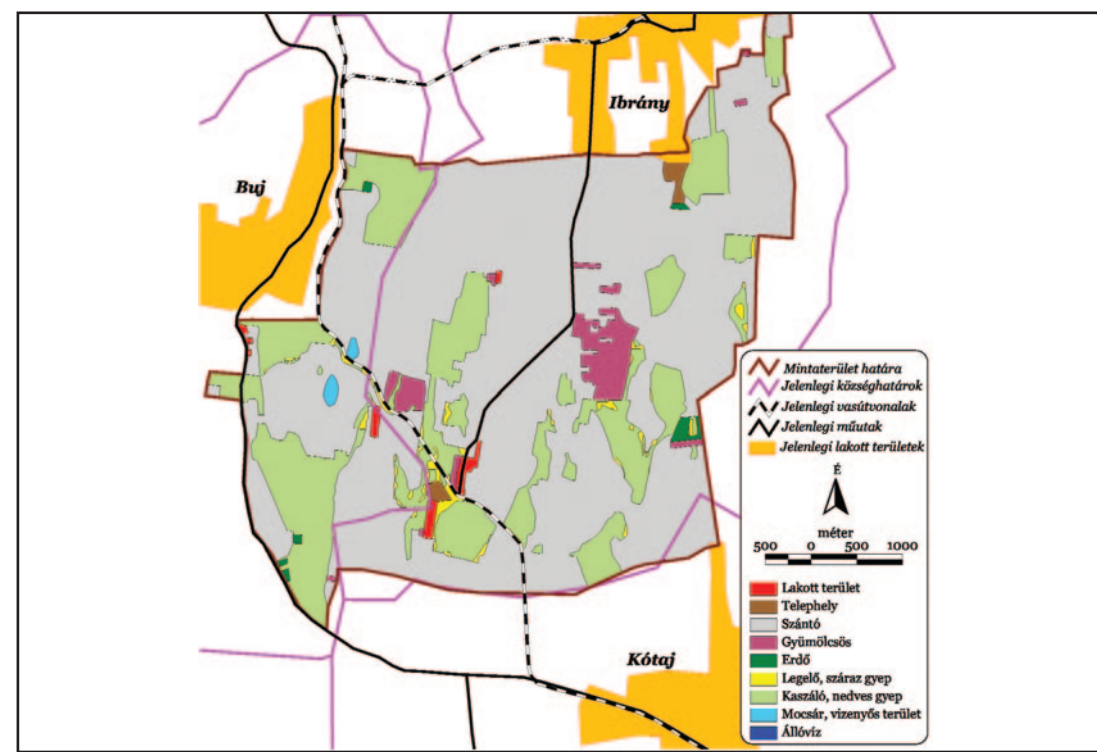 Ibrány
Buj
Kótaj
Mintaterület határa
Jelenlegi községhatárok
Jelenlegi vasútvonalak
Jelenlegi műutak
Jelenlegi lakott területek
É
méter
500 0 500 1000
Lakott terület
Telephely
Szántó
Gyümölcsös
Erdő
Legelő, száraz gyep
Kaszáló, nedves gyep
Mocsár, vizenyős terület
Állóvíz